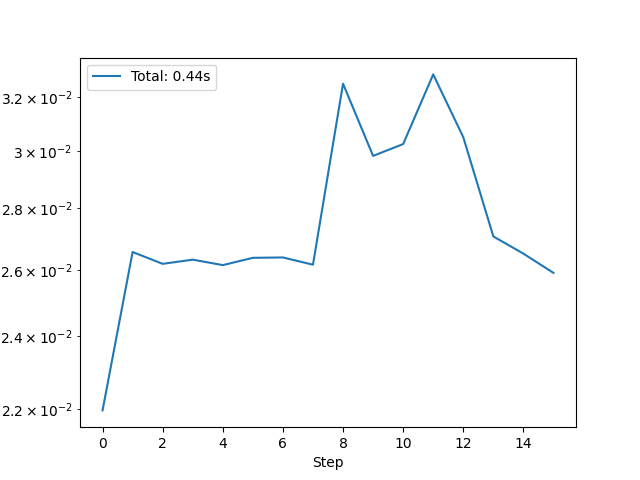 Total: 0.44s
3.2 × 10⁻²
3 × 10⁻²
2.8 × 10⁻²
2.6 × 10⁻²
2.4 × 10⁻²
2.2 × 10⁻²
0 2 4 6 8 10 12 14
Step